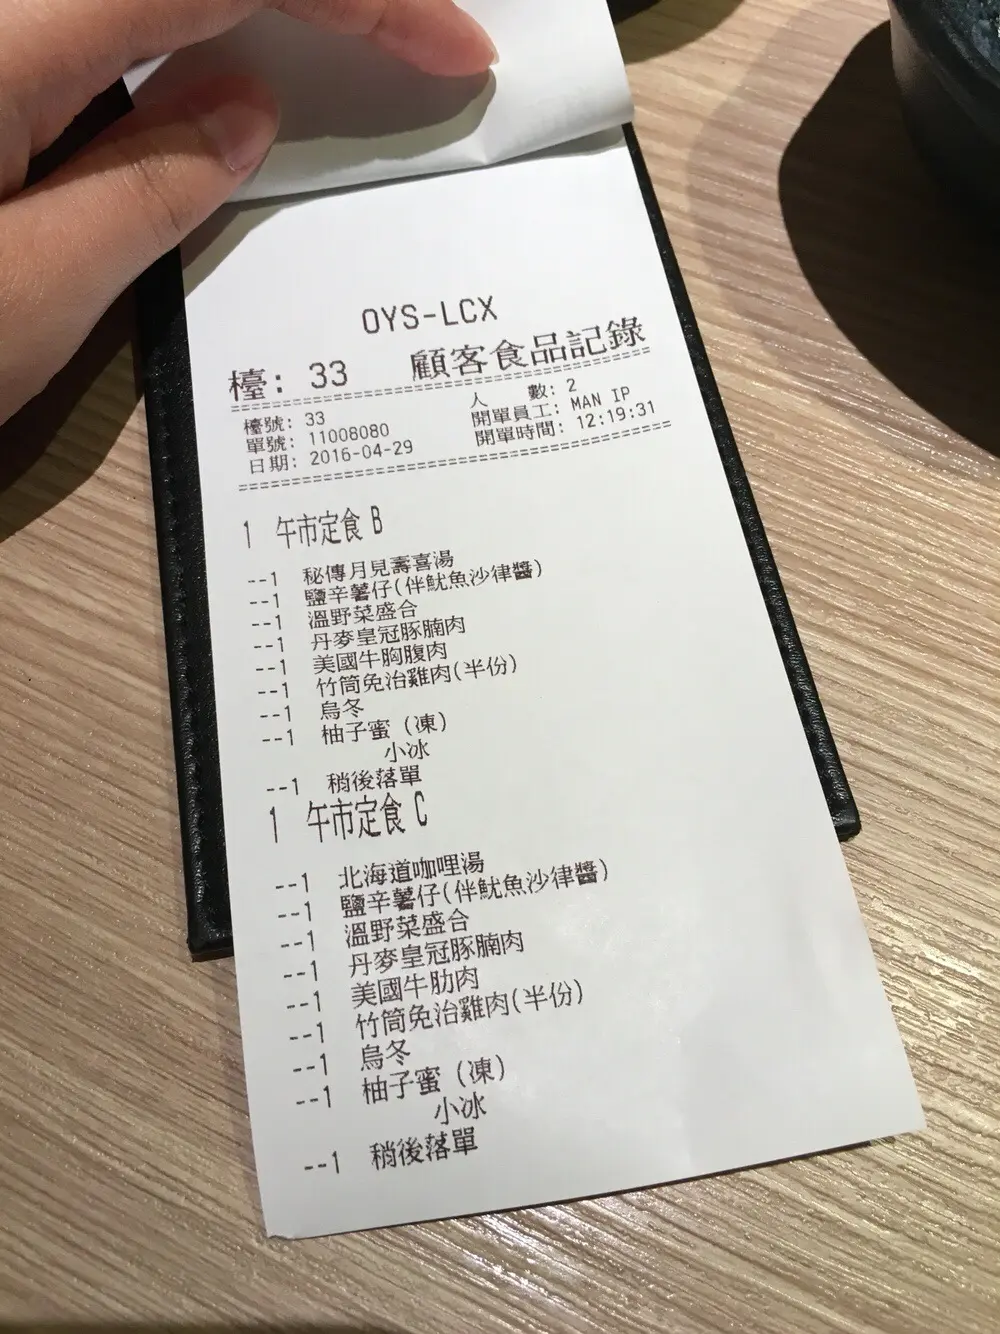 OYS-LCX
檯: 33 顧客食品記錄
檯號: 33 人 數: 2
單號: 11008080 開單員工: MAN IP
日期: 2016-04-29 開單時間: 12:19:31
1 午市定食 B
--1 秘傳月見壽喜湯
--1 鹽辛薯仔(伴魷魚沙律醬)
--1 溫野菜盛合
--1 丹麥皇冠豚腩肉
--1 美國牛胸腹肉
--1 竹筒免治雞肉(半份)
--1 烏冬
--1 柚子蜜 (凍)
小冰
--1 稍後落單
1 午市定食 C
--1 北海道咖哩湯
--1 鹽辛薯仔(伴魷魚沙律醬)
--1 溫野菜盛合
--1 丹麥皇冠豚腩肉
--1 美國牛肋肉
--1 竹筒免治雞肉(半份)
--1 烏冬
--1 柚子蜜 (凍)
小冰
--1 稍後落單